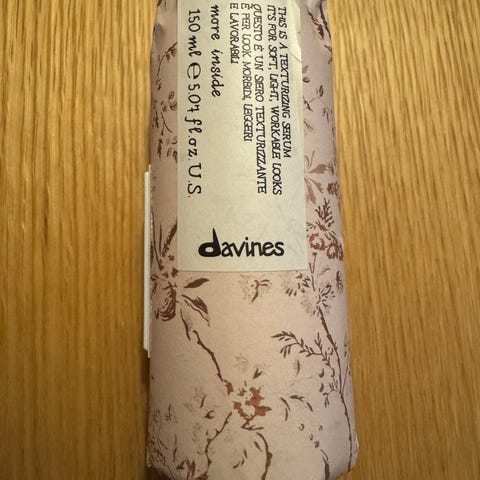 THIS IS A TEXTURIZING SERUM
IT'S FOR SOFT, LIGHT, WORKABLE LOOKS
QUESTO È UN SIERO TEXTURIZZANTE
È PER LOOK MORBIDI, LEGGERI
E LAVORABILI
more inside
150 ml ℮ 5.07 fl.oz. U.S.
davines